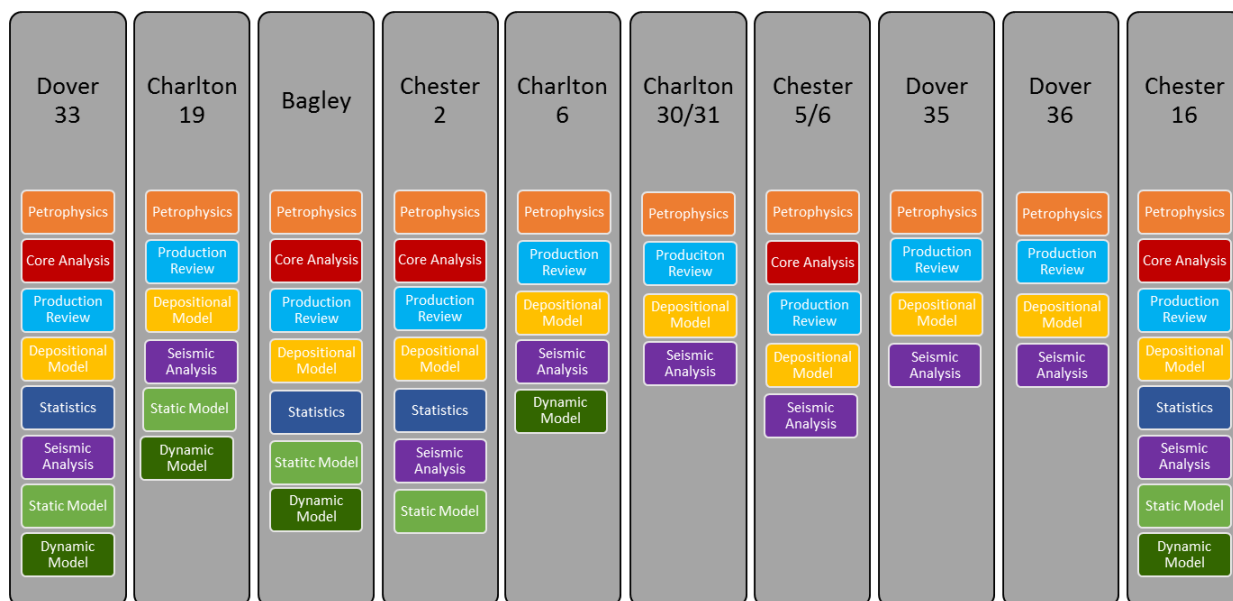 Dover
33
Petrophysics
Core Analysis
Production
Review
Depositional
Model
Statistics
Seismic
Analysis
Static Model
Dynamic
Model
Charlton
19
Petrophysics
Production
Review
Depositional
Model
Seismic
Analysis
Static Model
Dynamic
Model
Bagley
Petrophysics
Core Analysis
Production
Review
Depositional
Model
Statistics
Statitc Model
Dynamic
Model
Chester
2
Petrophysics
Core Analysis
Production
Review
Depositional
Model
Statistics
Seismic
Analysis
Static Model
Charlton
6
Petrophysics
Production
Review
Depositional
Model
Seismic
Analysis
Dynamic
Model
Charlton
30/31
Petrophysics
Produciton
Review
Depositional
Model
Seismic
Analysis
Chester
5/6
Petrophysics
Core Analysis
Production
Review
Depositional
Model
Seismic
Analysis
Dover
35
Petrophysics
Production
Review
Depositional
Model
Seismic
Analysis
Dover
36
Petrophysics
Production
Review
Depositional
Model
Seismic
Analysis
Chester
16
Petrophysics
Core Analysis
Production
Review
Depositional
Model
Statistics
Seismic
Analysis
Static Model
Dynamic
Model